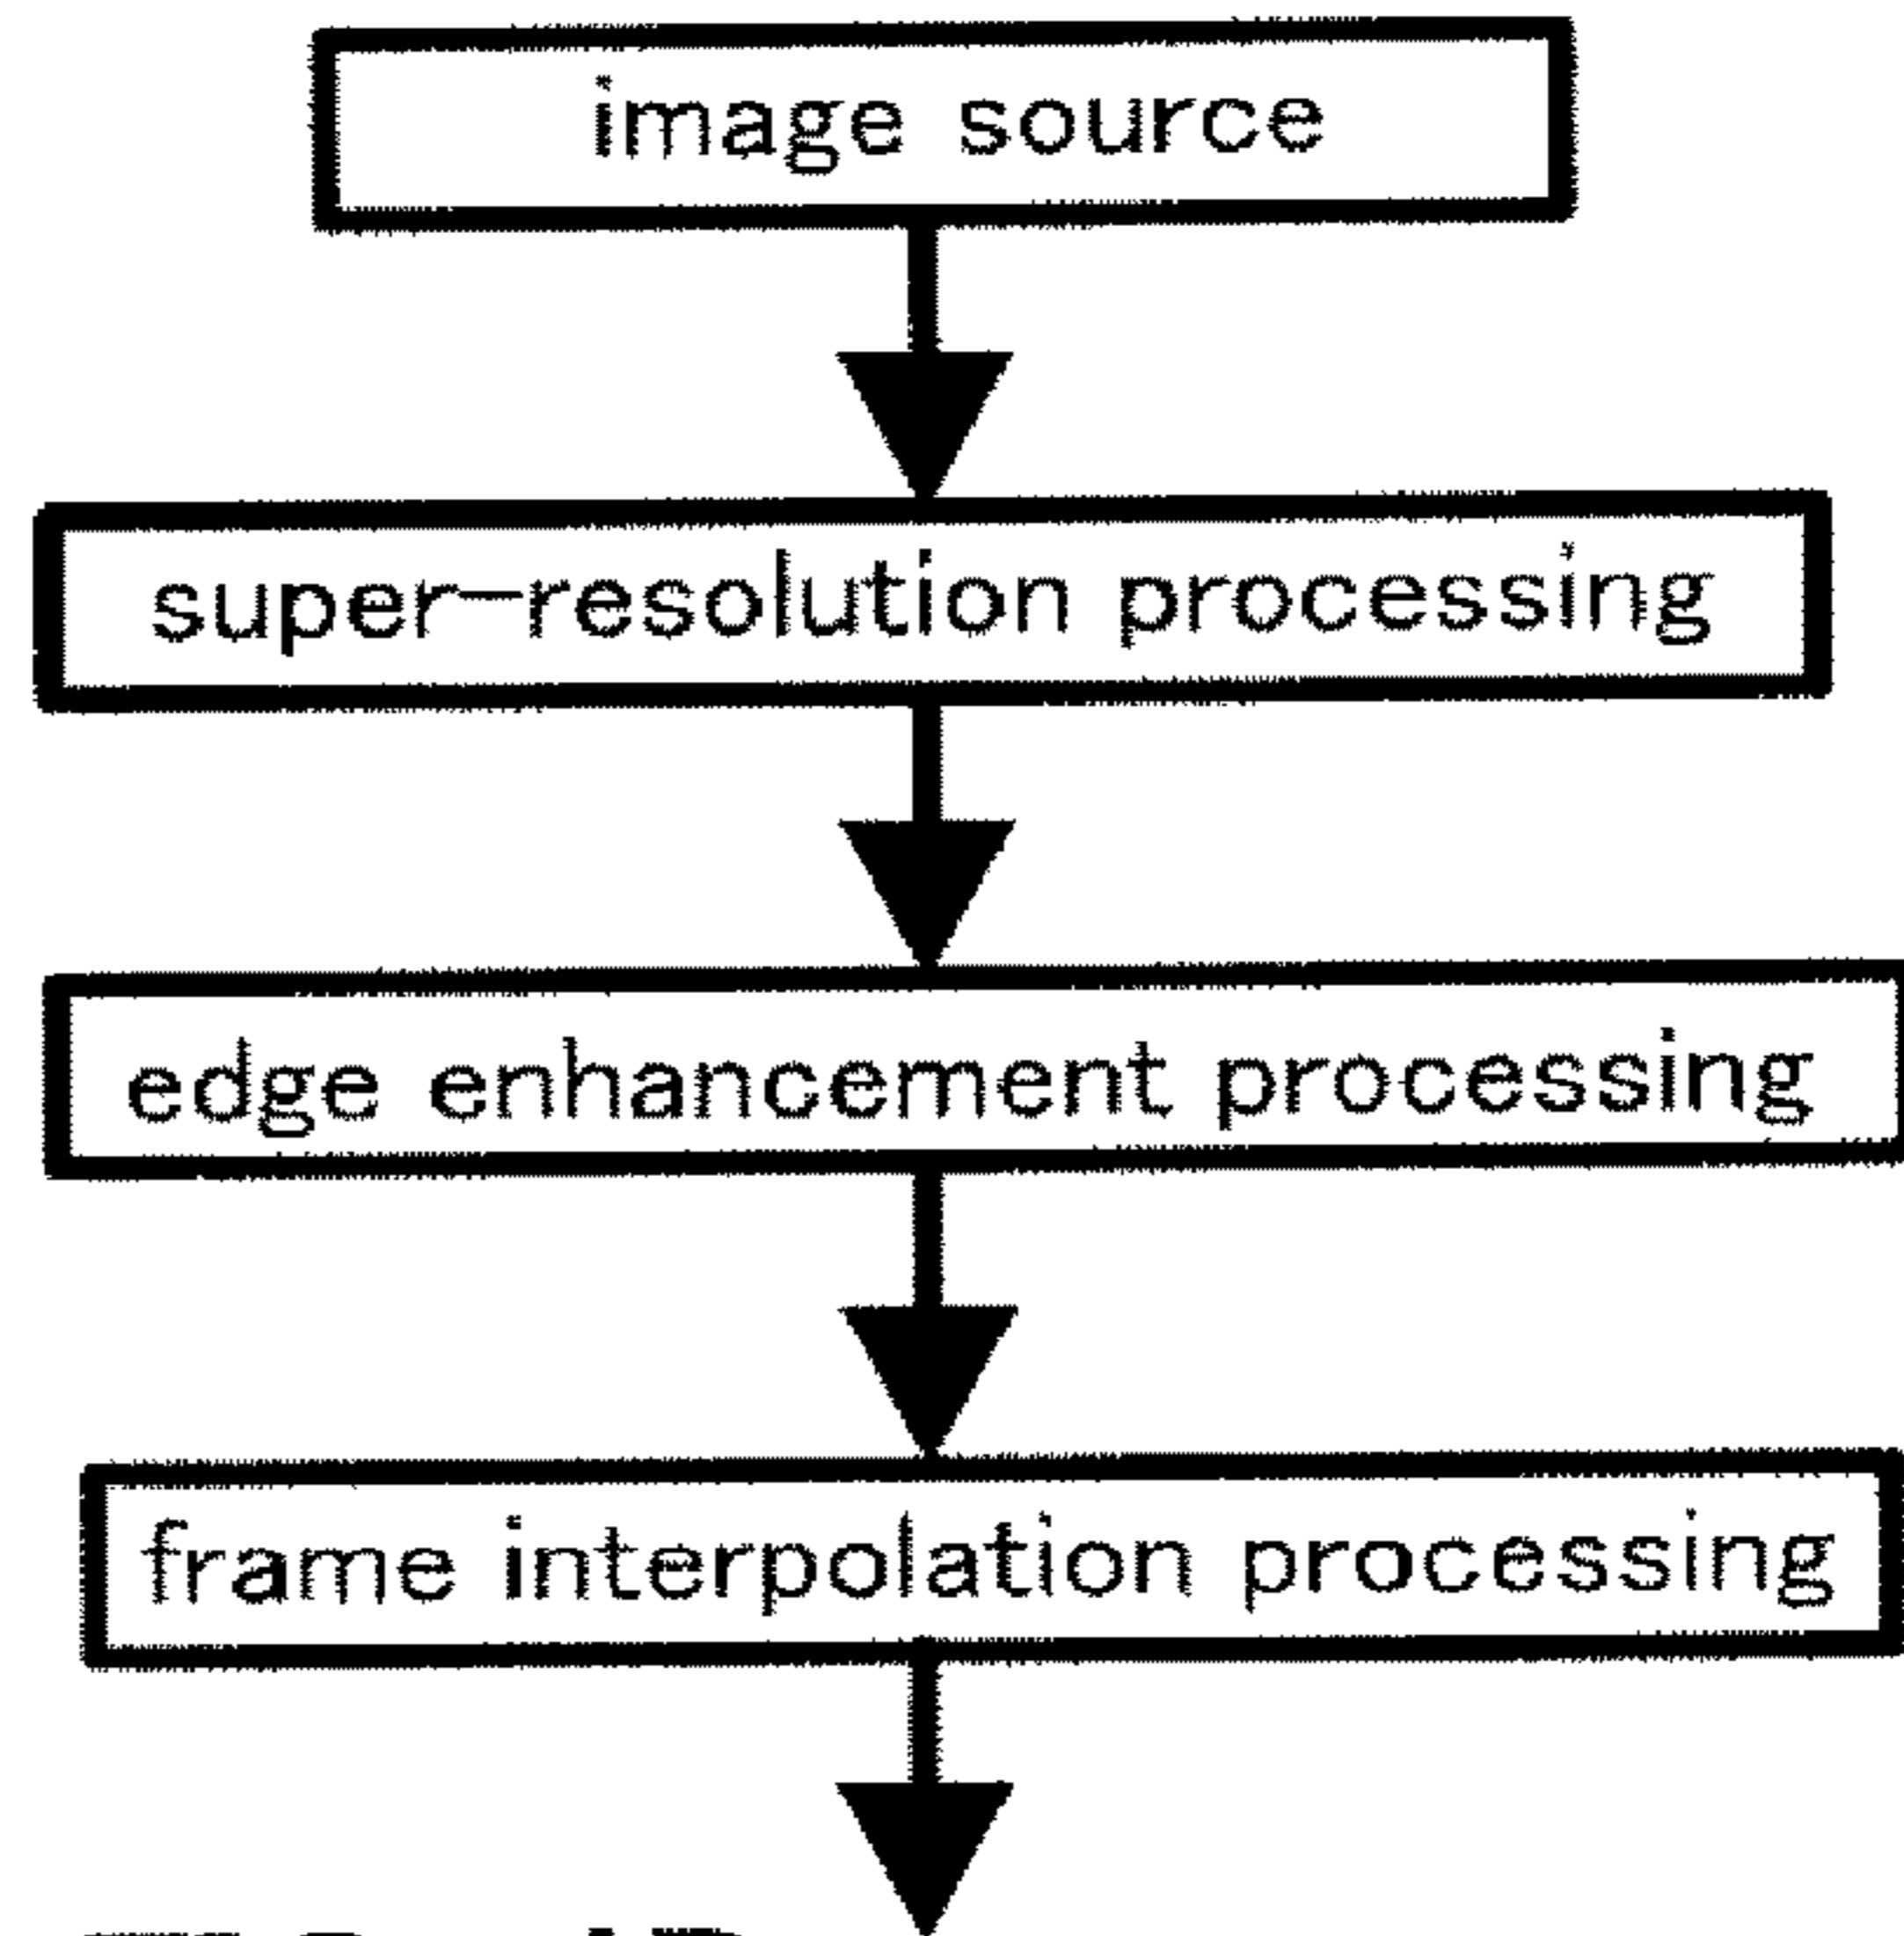 image source
super-resolution processing
edge enhancement processing
frame interpolation processing